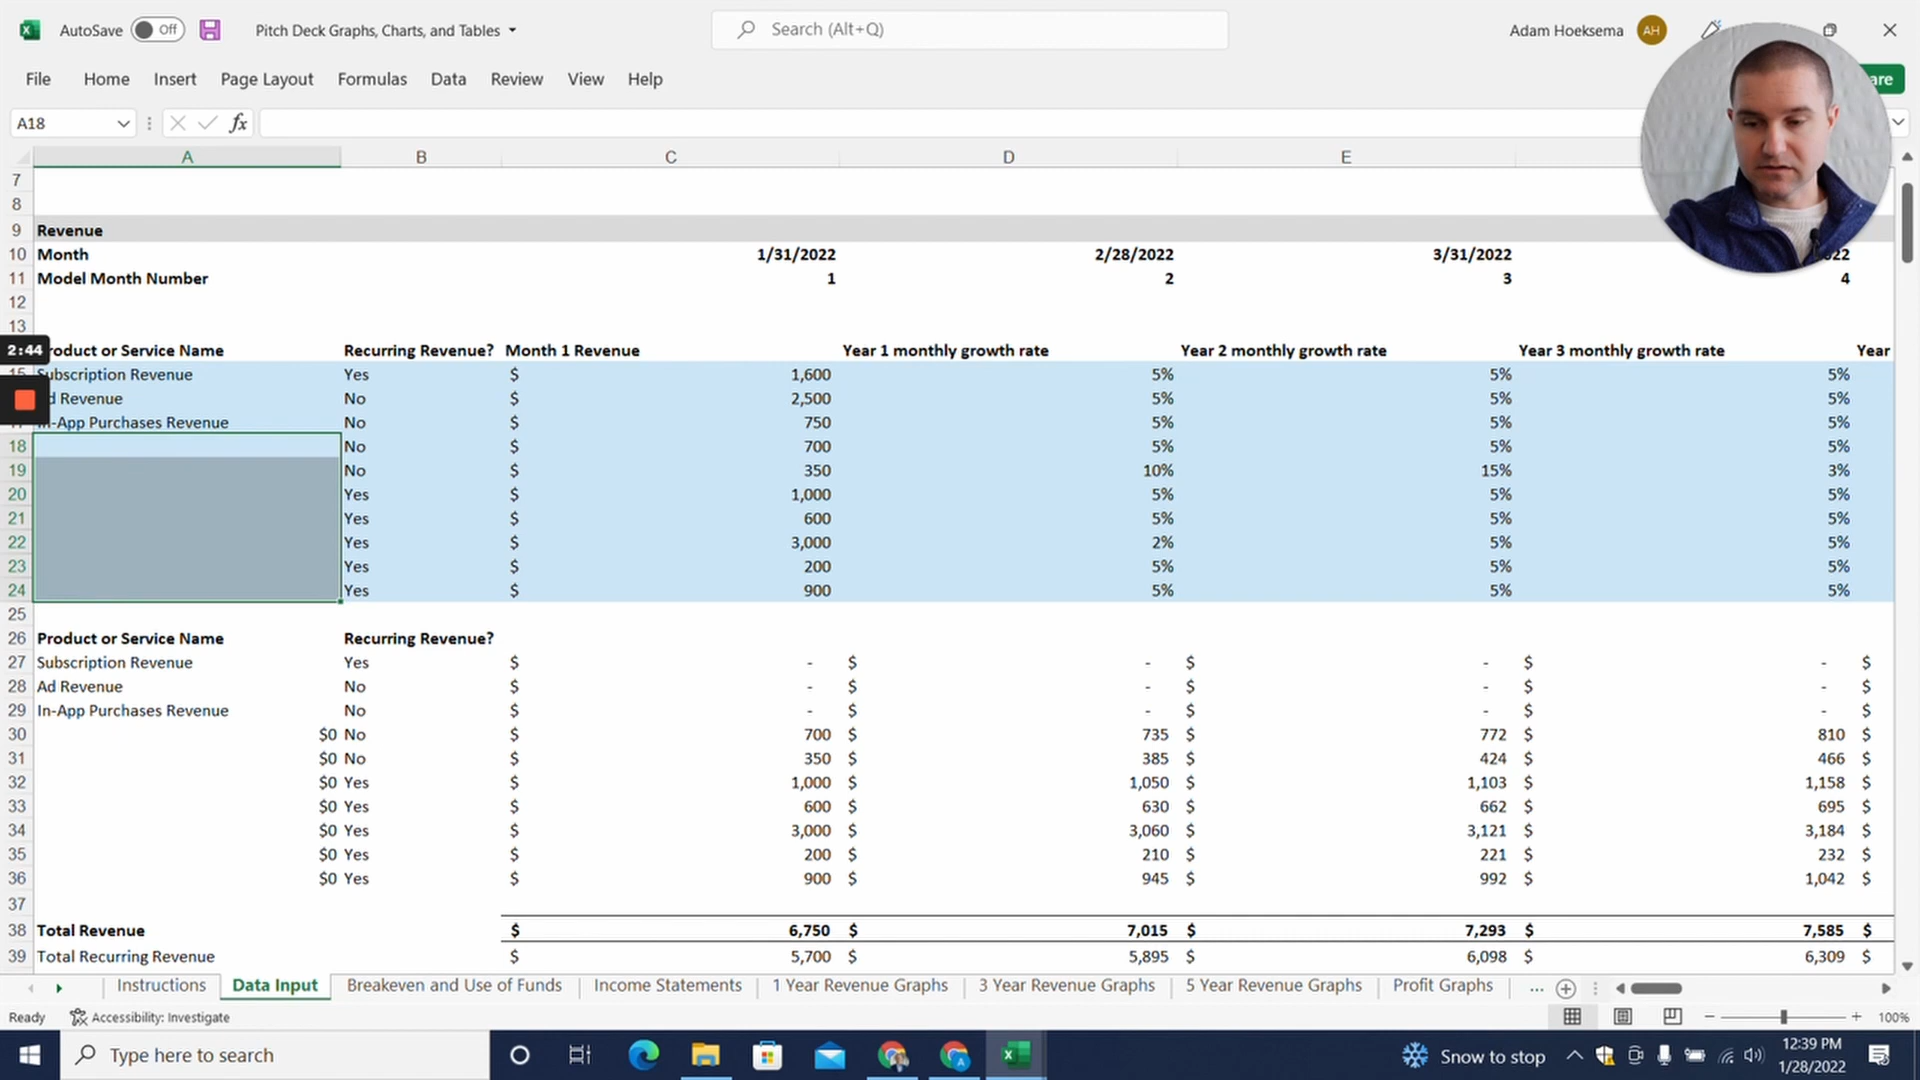 AutoSave Off Pitch Deck Graphs, Charts, and Tables Search (Alt+Q) Adam Hoeksema AH
File Home Insert Page Layout Formulas Data Review View Help are
A18 fx
A B C D E
7
8
9 Revenue
10 Month 1/31/2022 2/28/2022 3/31/2022 022
11 Model Month Number 1 2 3 4
12
13
2:44 roduct or Service Name Recurring Revenue? Month 1 Revenue Year 1 monthly growth rate Year 2 monthly growth rate Year 3 monthly growth rate Year
Subscription Revenue Yes $ 1,600 5% 5% 5%
d Revenue No $ 2,500 5% 5% 5%
In-App Purchases Revenue No $ 750 5% 5% 5%
18 No $ 700 5% 5% 5%
19 No $ 350 10% 15% 3%
20 Yes $ 1,000 5% 5% 5%
21 Yes $ 600 5% 5% 5%
22 Yes $ 3,000 2% 5% 5%
23 Yes $ 200 5% 5% 5%
24 Yes $ 900 5% 5% 5%
25
26 Product or Service Name Recurring Revenue?
27 Subscription Revenue Yes $ - $ - $ - $ - $
28 Ad Revenue No $ - $ - $ - $ - $
29 In-App Purchases Revenue No $ - $ - $ - $ - $
30 $0 No $ 700 $ 735 $ 772 $ 810 $
31 $0 No $ 350 $ 385 $ 424 $ 466 $
32 $0 Yes $ 1,000 $ 1,050 $ 1,103 $ 1,158 $
33 $0 Yes $ 600 $ 630 $ 662 $ 695 $
34 $0 Yes $ 3,000 $ 3,060 $ 3,121 $ 3,184 $
35 $0 Yes $ 200 $ 210 $ 221 $ 232 $
36 $0 Yes $ 900 $ 945 $ 992 $ 1,042 $
37
38 Total Revenue $ 6,750 $ 7,015 $ 7,293 $ 7,585 $
39 Total Recurring Revenue $ 5,700 $ 5,895 $ 6,098 $ 6,309 $
Instructions Data Input Breakeven and Use of Funds Income Statements 1 Year Revenue Graphs 3 Year Revenue Graphs 5 Year Revenue Graphs Profit Graphs ...
Ready Accessibility: Investigate 100%
Type here to search Snow to stop 12:39 PM
1/28/2022